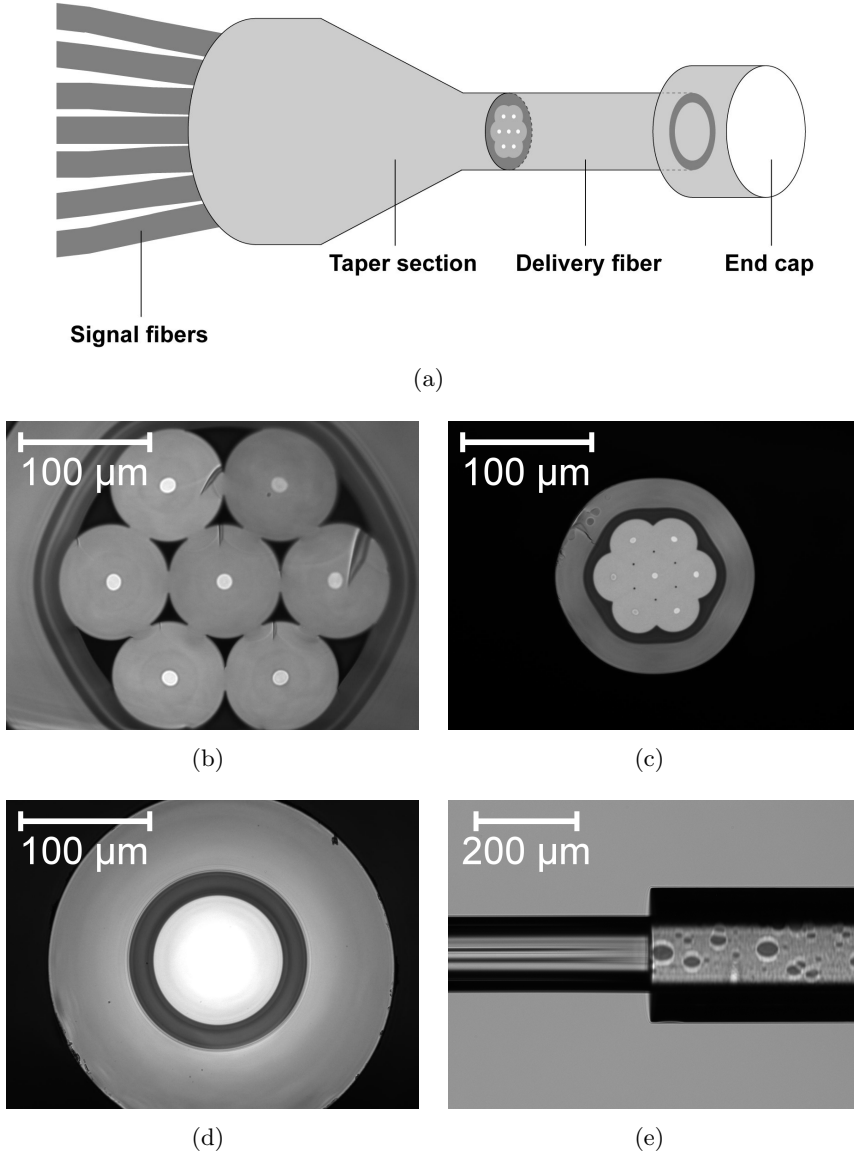 Taper section Delivery fiber End cap
Signal fibers
(a)
100 µm
100 µm
(b)
(c)
100 µm
200 µm
(d)
(e)